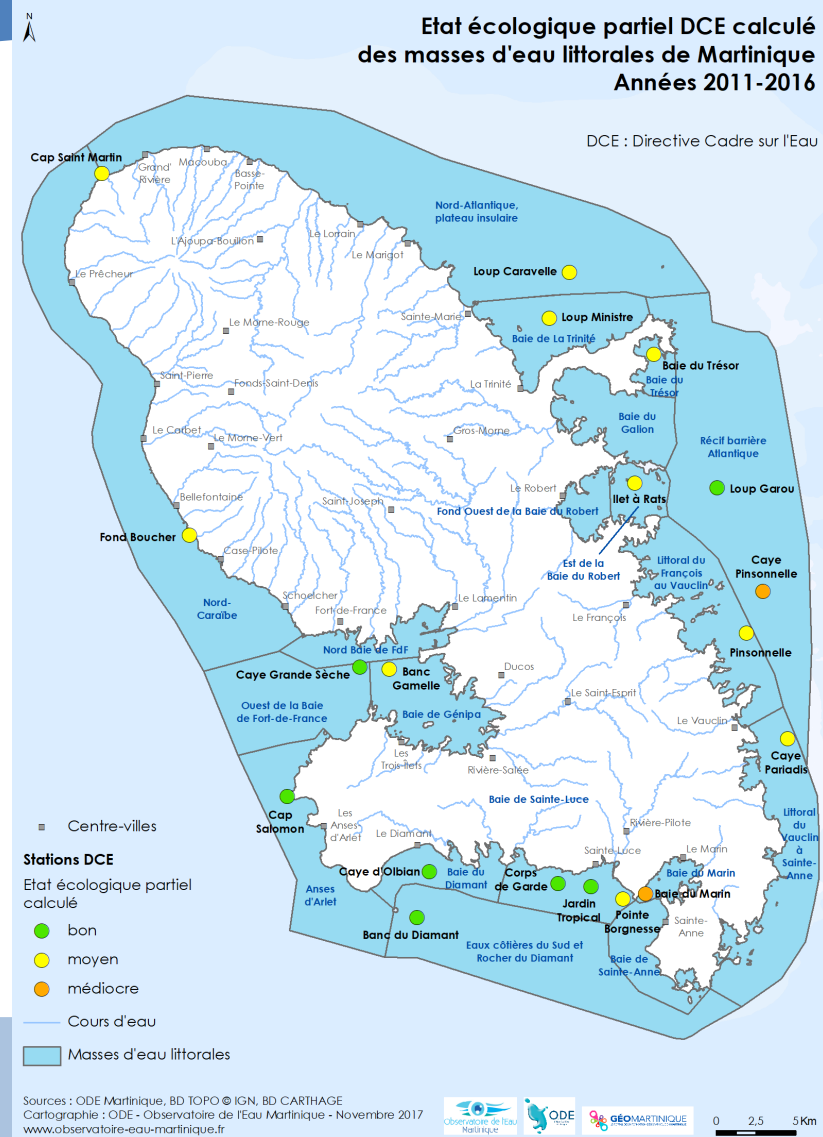 N
Etat écologique partiel DCE calculé
des masses d'eau littorales de Martinique
Années 2011-2016
DCE : Directive Cadre sur l'Eau
Cap Saint Martin
Grand'
Rivière
Macouba
Basse-
Pointe
Nord-Atlantique,
plateau insulaire
L'Ajoupa-Bouillon
Le Lorrain
Le Marigot
Loup Caravelle
Le Prêcheur
Sainte-Marie
Loup Ministre
Le Morne-Rouge
Baie de La Trinité
Baie du Trésor
Baie du
Trésor
Saint-Pierre
Fonds-Saint-Denis
La Trinité
Baie du
Galion
Le Carbet
Le Morne-Vert
Gros-Morne
Récif barrière
Atlantique
Loup Garou
Bellefontaine
Saint-Joseph
Le Robert
Ilet à Rats
Fond Ouest de la Baie du Robert
Fond Boucher
Case-Pilote
Est de la
Baie du Robert
Littoral du
François
au Vauclin
Caye
Pinsonnelle
Nord-
Caraïbe
Schoelcher
Fort-de-France
Le Lamentin
Le François
Pinsonnelle
Nord Baie de FdF
Caye Grande Sèche
Banc
Gamelle
Ducos
Ouest de la Baie
de Fort-de-France
Baie de Génipa
Le Saint-Esprit
Le Vauclin
Les
Trois-Ilets
Rivière-Salée
Caye
Pariadis
Cap
Salomon
Les
Anses
d'Arlet
Baie de Sainte-Luce
Littoral
du
Vauclin
à
Sainte-
Anne
Le Diamant
Rivière-Pilote
Sainte Luce
Le Marin
Caye d'Olbian
Baie du
Diamant
Corps
de Garde
Baie du Marin
Baie du Marin
Anses
d'Arlet
Jardin
Tropical
Pointe
Borgnesse
Sainte-
Anne
Banc du Diamant
Eaux côtières du Sud et
Rocher du Diamant
Baie de
Sainte-Anne
Centre-villes
Stations DCE
Etat écologique partiel
calculé
bon
moyen
médiocre
Cours d'eau
Masses d'eau littorales
Sources : ODE Martinique, BD TOPO © IGN, BD CARTHAGE
Cartographie : ODE - Observatoire de l'Eau Martinique - Novembre 2017
www.observatoire-eau-martinique.fr
Observatoire de l'Eau
Martinique
ODE
GÉOMARTINIQUE
0 2,5 5 Km